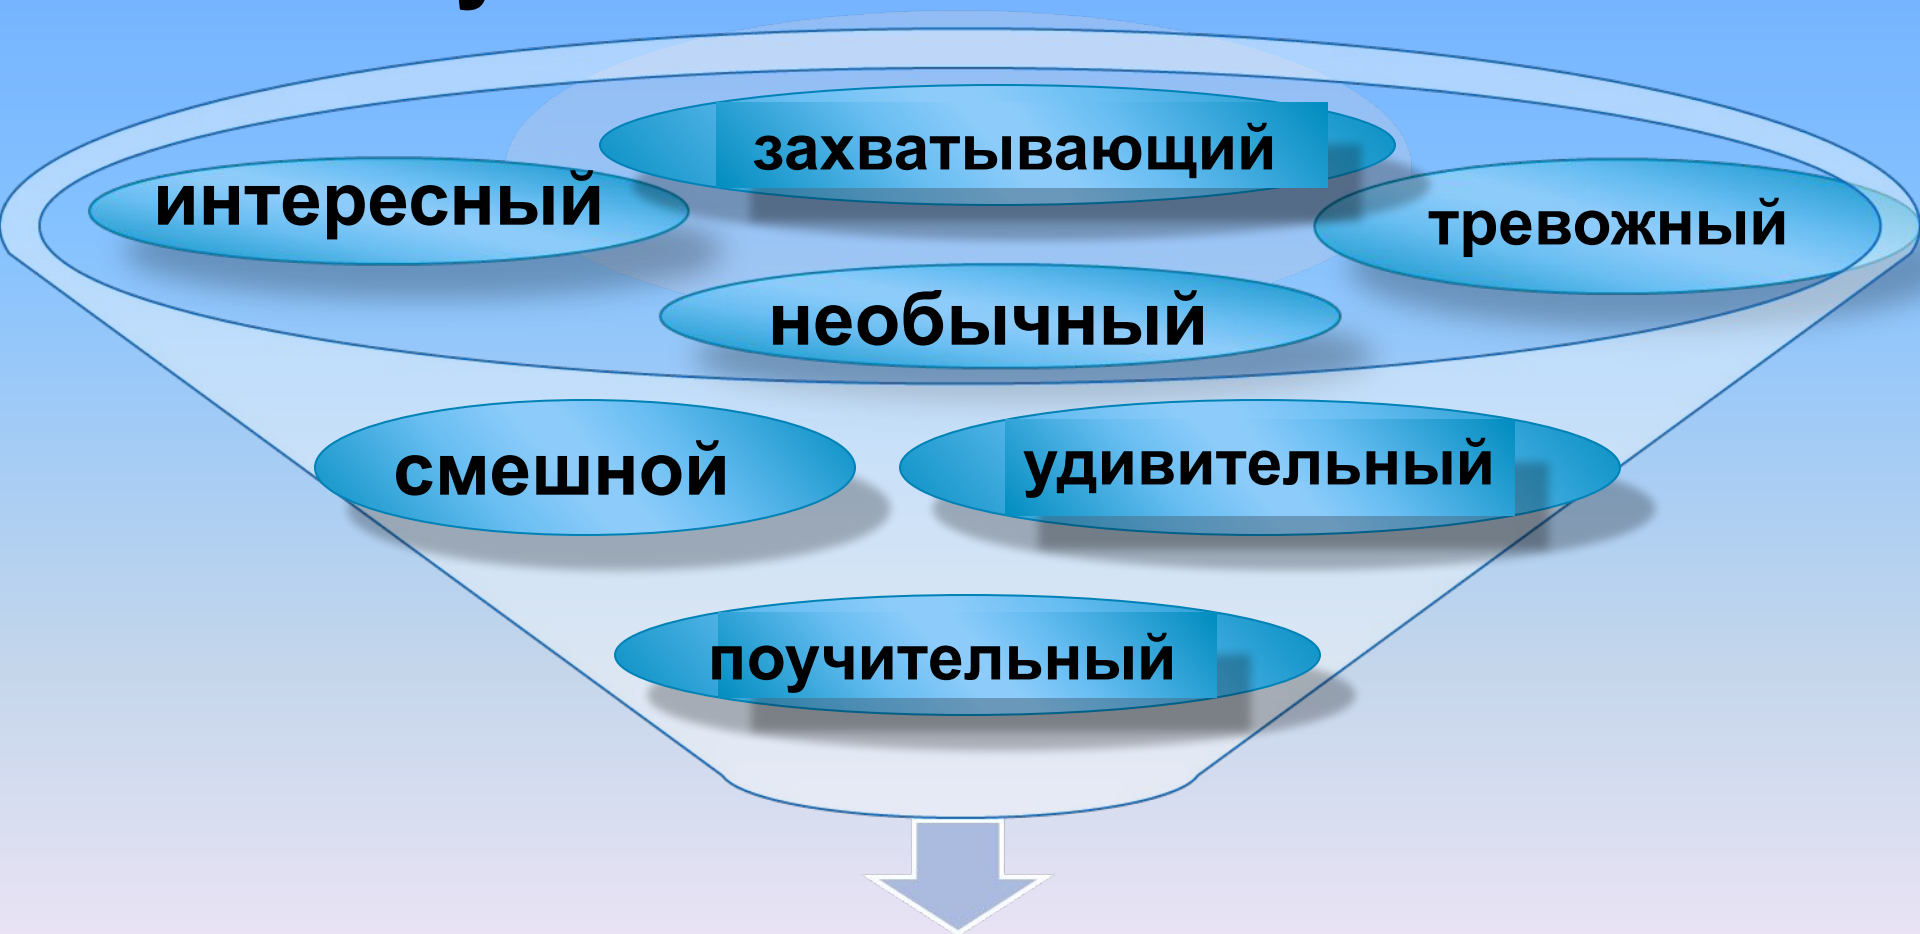 захватывающий
интересный
тревожный
необычный
смешной
удивительный
поучительный